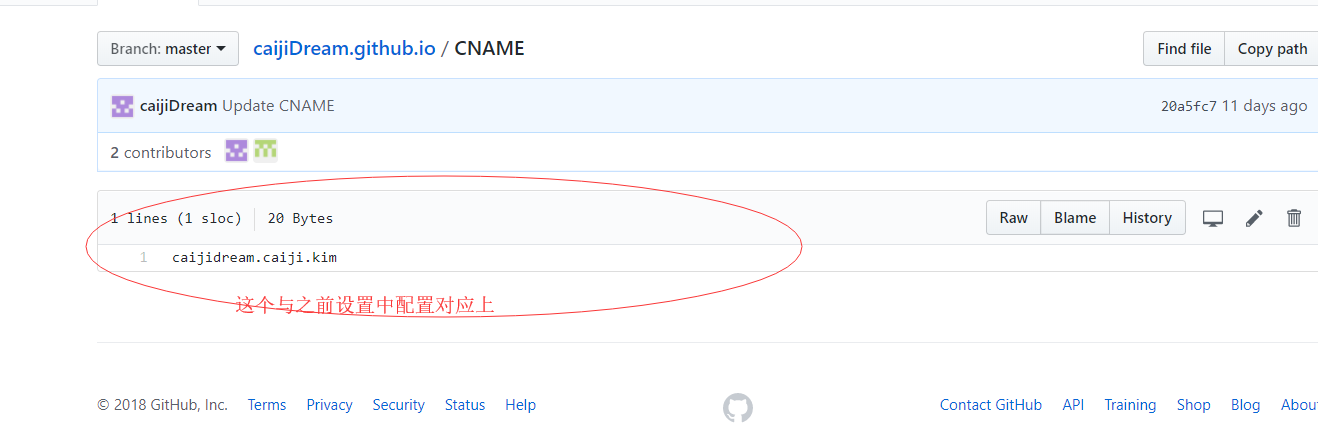 Branch: master caijiDream.github.io / CNAME Find file Copy path
caijiDream Update CNAME 20a5fc7 11 days ago
2 contributors
1 lines (1 sloc) 20 Bytes Raw Blame History
1 caijidream.caiji.kim
这个与之前设置中配置对应上
© 2018 GitHub, Inc. Terms Privacy Security Status Help Contact GitHub API Training Shop Blog Abou